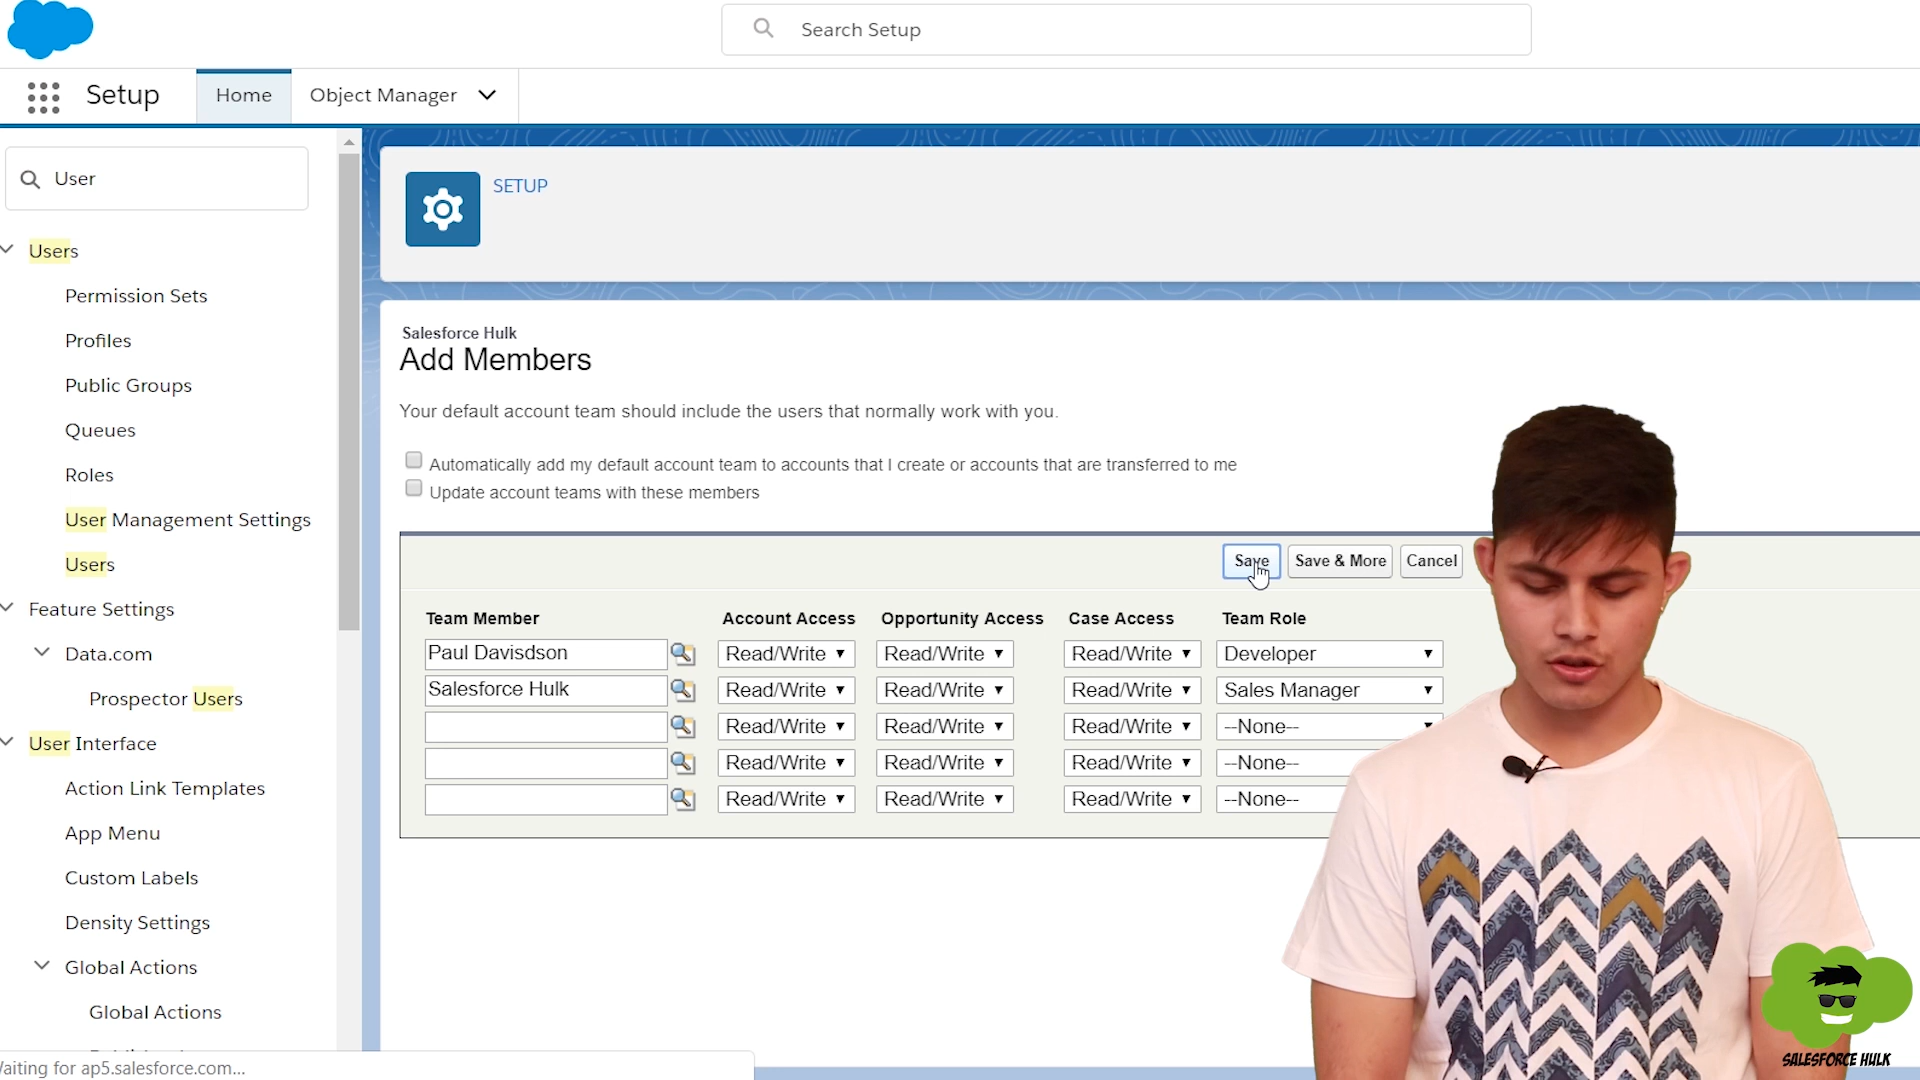 Search Setup
Setup
Home
Object Manager
User
Users
Permission Sets
Profiles
Public Groups
Queues
Roles
User Management Settings
Users
Feature Settings
Data.com
Prospector Users
User Interface
Action Link Templates
App Menu
Custom Labels
Density Settings
Global Actions
Global Actions
SETUP
Salesforce Hulk
Add Members
Your default account team should include the users that normally work with you.
Automatically add my default account team to accounts that I create or accounts that are transferred to me
Update account teams with these members
Save Save & More Cancel
Team Member Account Access Opportunity Access Case Access Team Role
Paul Davisdson Read/Write Read/Write Read/Write Developer
Salesforce Hulk Read/Write Read/Write Read/Write Sales Manager
Read/Write Read/Write Read/Write --None--
Read/Write Read/Write Read/Write --None--
Read/Write Read/Write Read/Write --None--
for ap5.salesforce.com...
SALESFORCE HULK